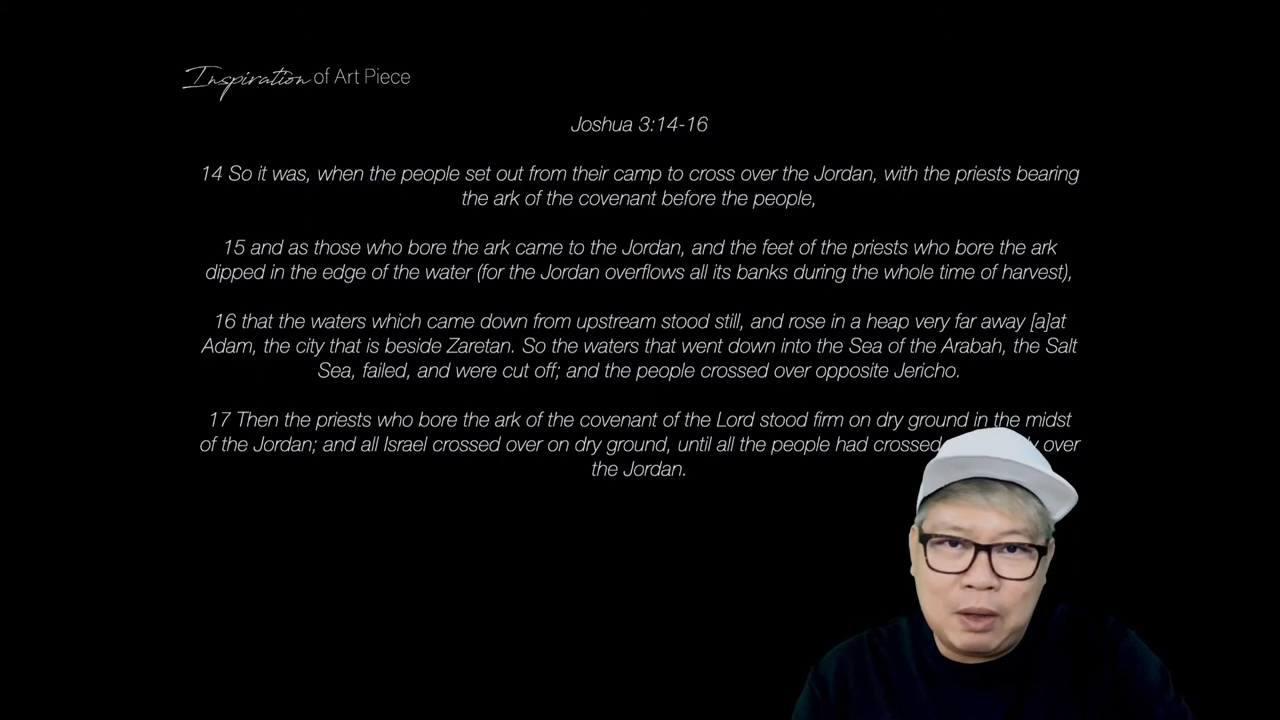 Inspiration of Art Piece
Joshua 3:14-16
14 So it was, when the people set out from their camp to cross over the Jordan, with the priests bearing
the ark of the covenant before the people,
15 and as those who bore the ark came to the Jordan, and the feet of the priests who bore the ark
dipped in the edge of the water (for the Jordan overflows all its banks during the whole time of harvest),
16 that the waters which came down from upstream stood still, and rose in a heap very far away [a]at
Adam, the city that is beside Zaretan. So the waters that went down into the Sea of the Arabah, the Salt
Sea, failed, and were cut off; and the people crossed over opposite Jericho.
17 Then the priests who bore the ark of the covenant of the Lord stood firm on dry ground in the midst
of the Jordan; and all Israel crossed over on dry ground, until all the people had crossed over
the Jordan.